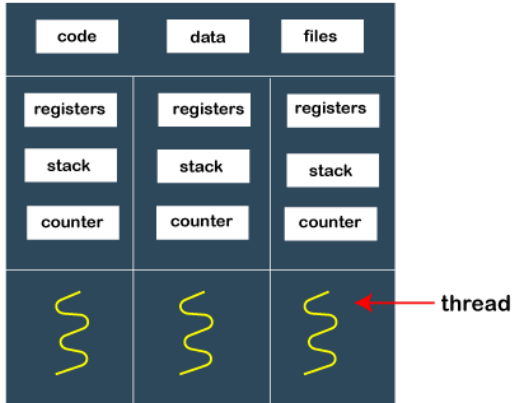 code data files
registers registers registers
stack stack stack
counter counter counter
thread